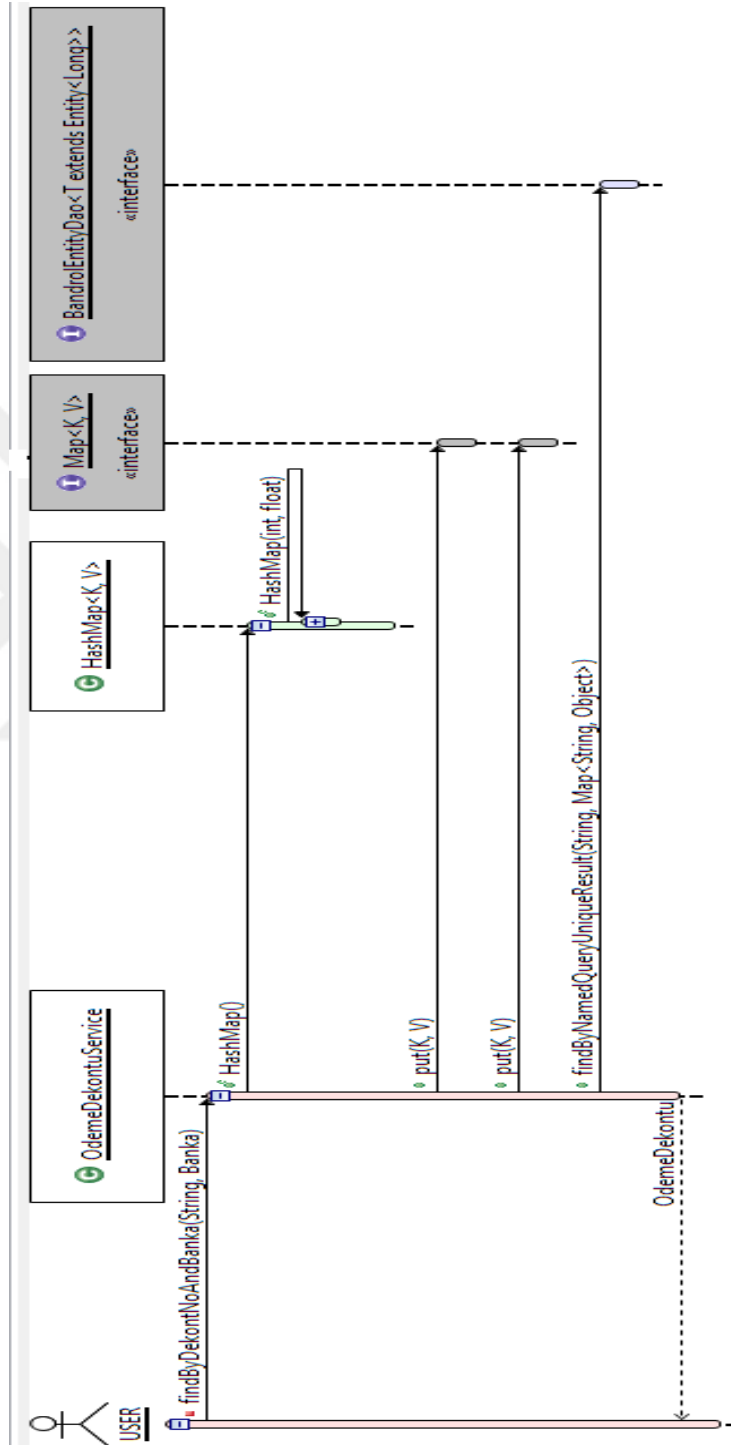 USER
OdemeDekontuService
HashMap<K, V>
Map<K, V>
«interface»
BandrolEntityDao<T extends Entity<Long>>
«interface»
findByDekontNoAndBanka(String, Banka)
HashMap()
HashMap(int, float)
put(K, V)
put(K, V)
findByNamedQueryUniqueResult(String, Map<String, Object>)
OdemeDekontu